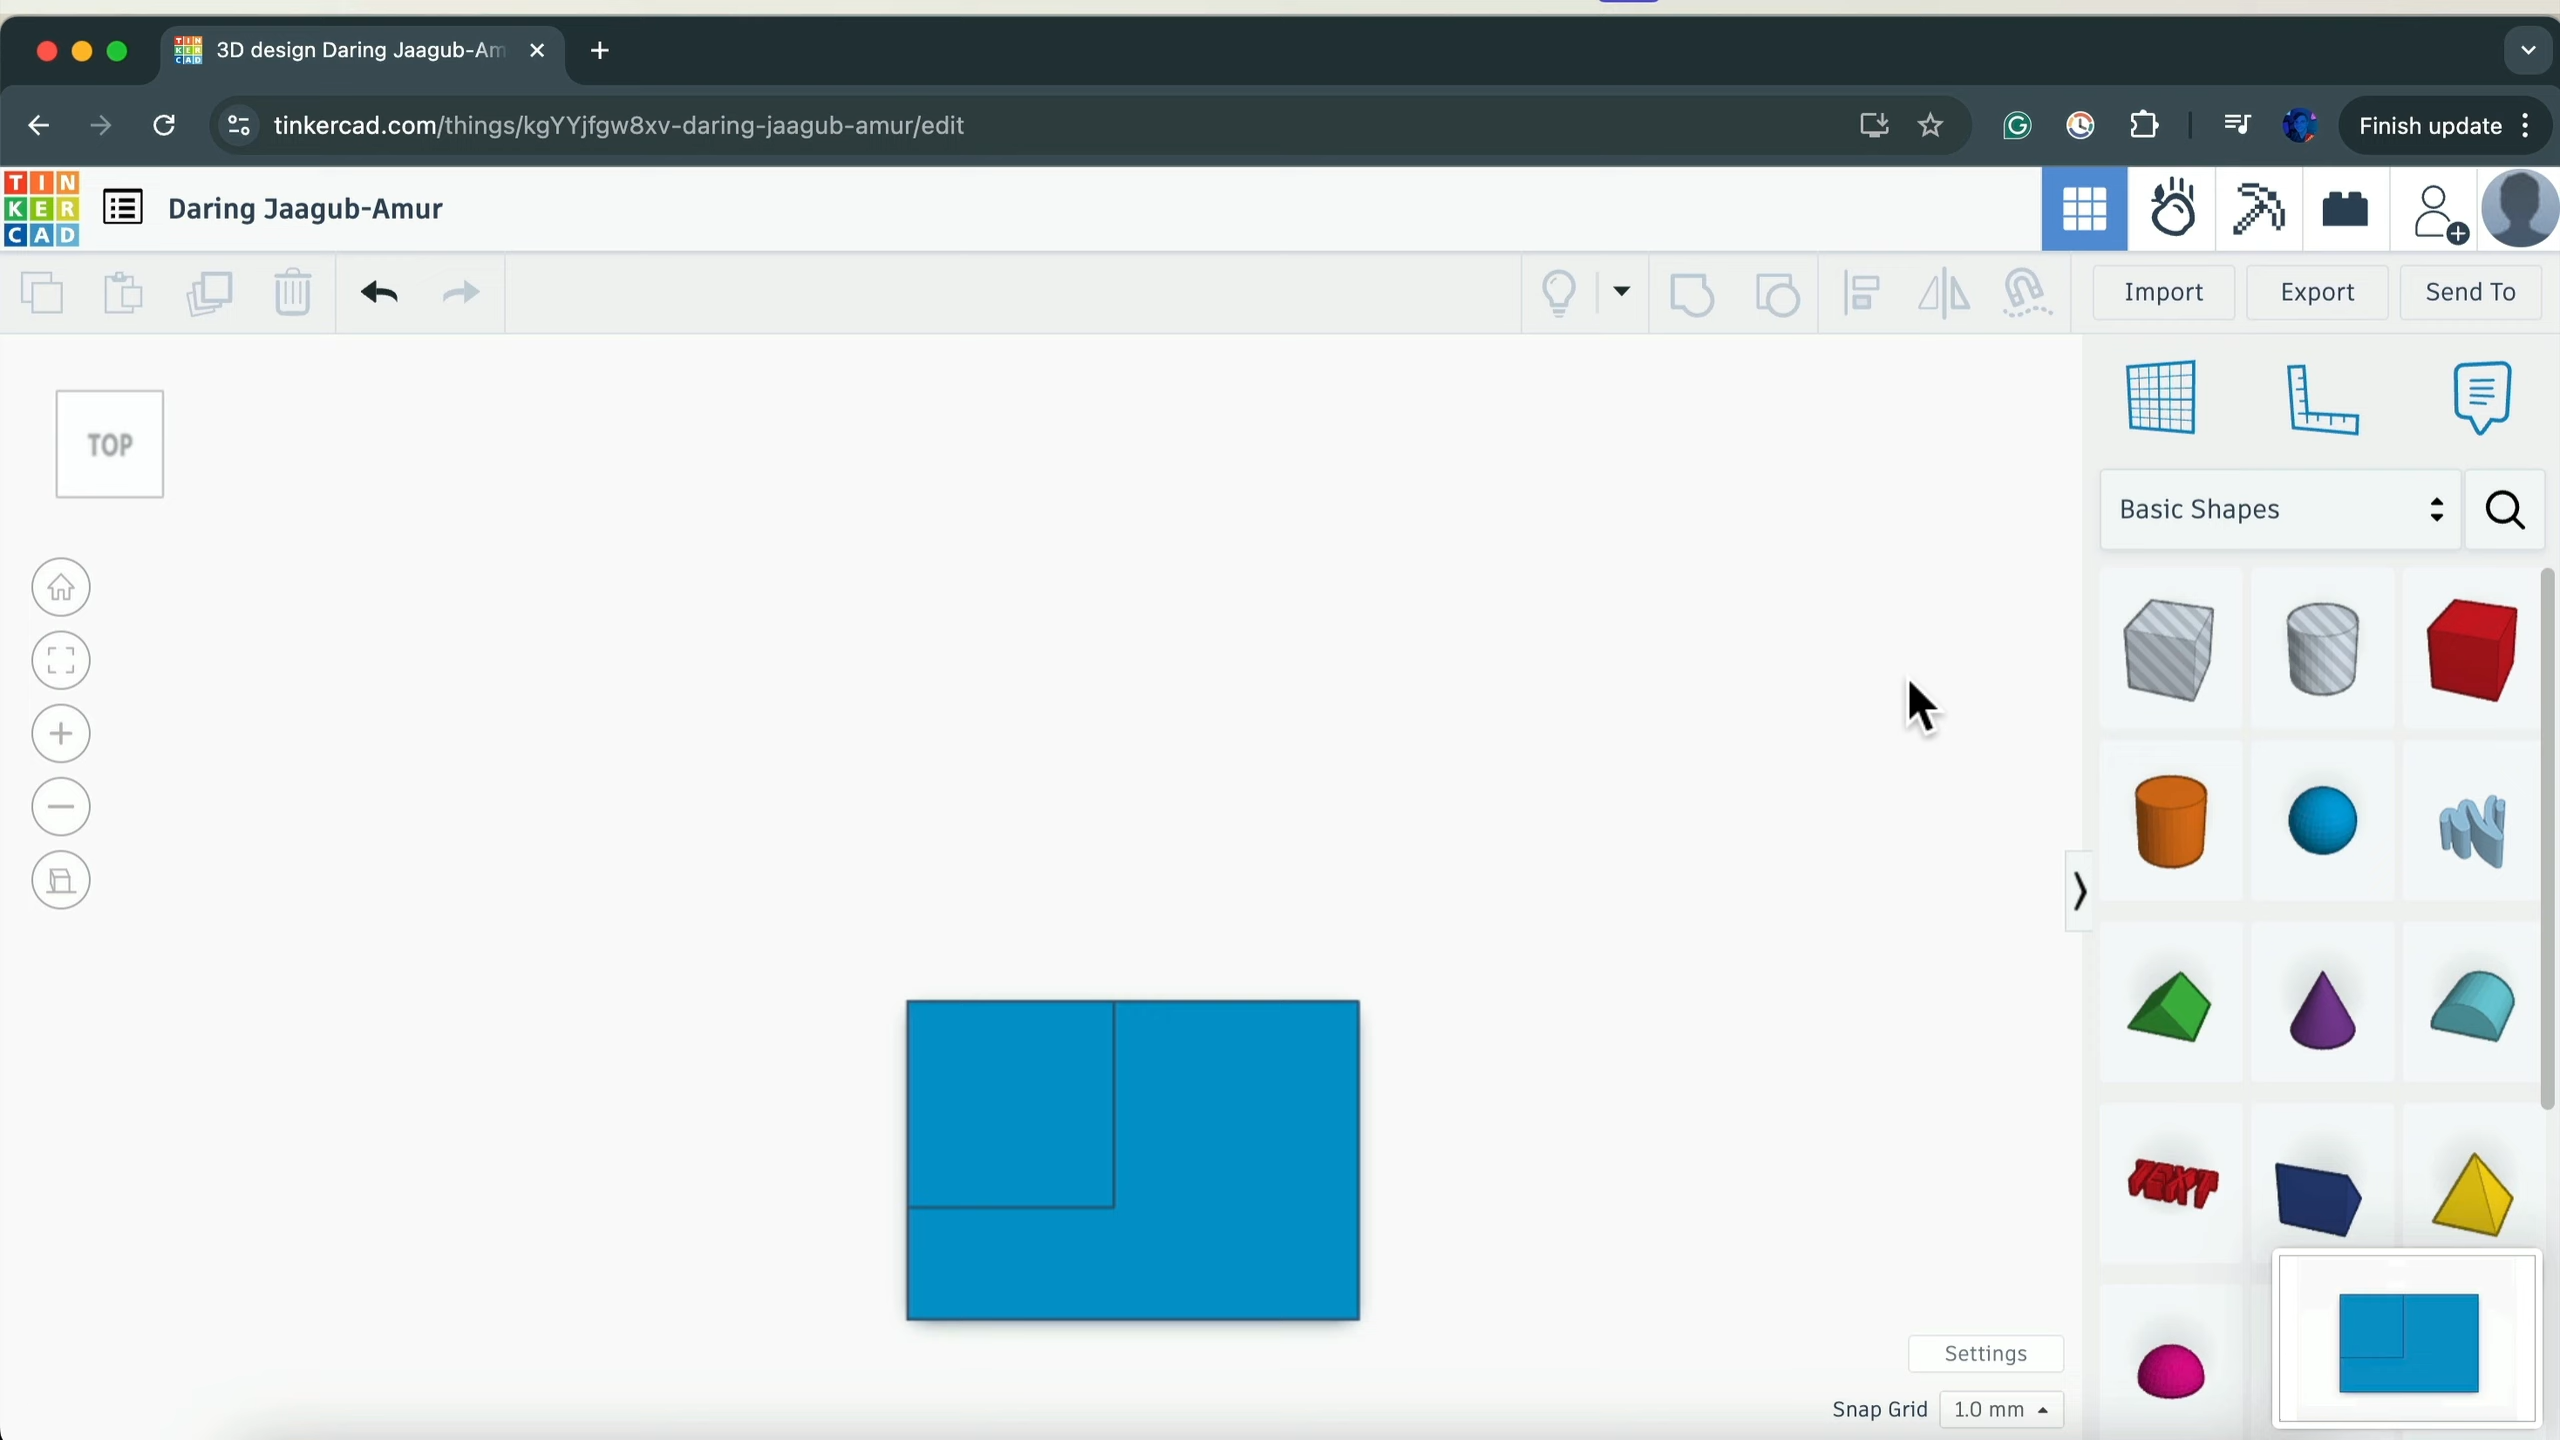 3D design Daring Jaagub-Am
tinkercad.com/things/kgYYjfgw8xv-daring-jaagub-amur/edit
Finish update
TIN
KER
CAD
Daring Jaagub-Amur
Import
Export
Send To
TOP
Basic Shapes
TEXT
Settings
Snap Grid
1.0 mm